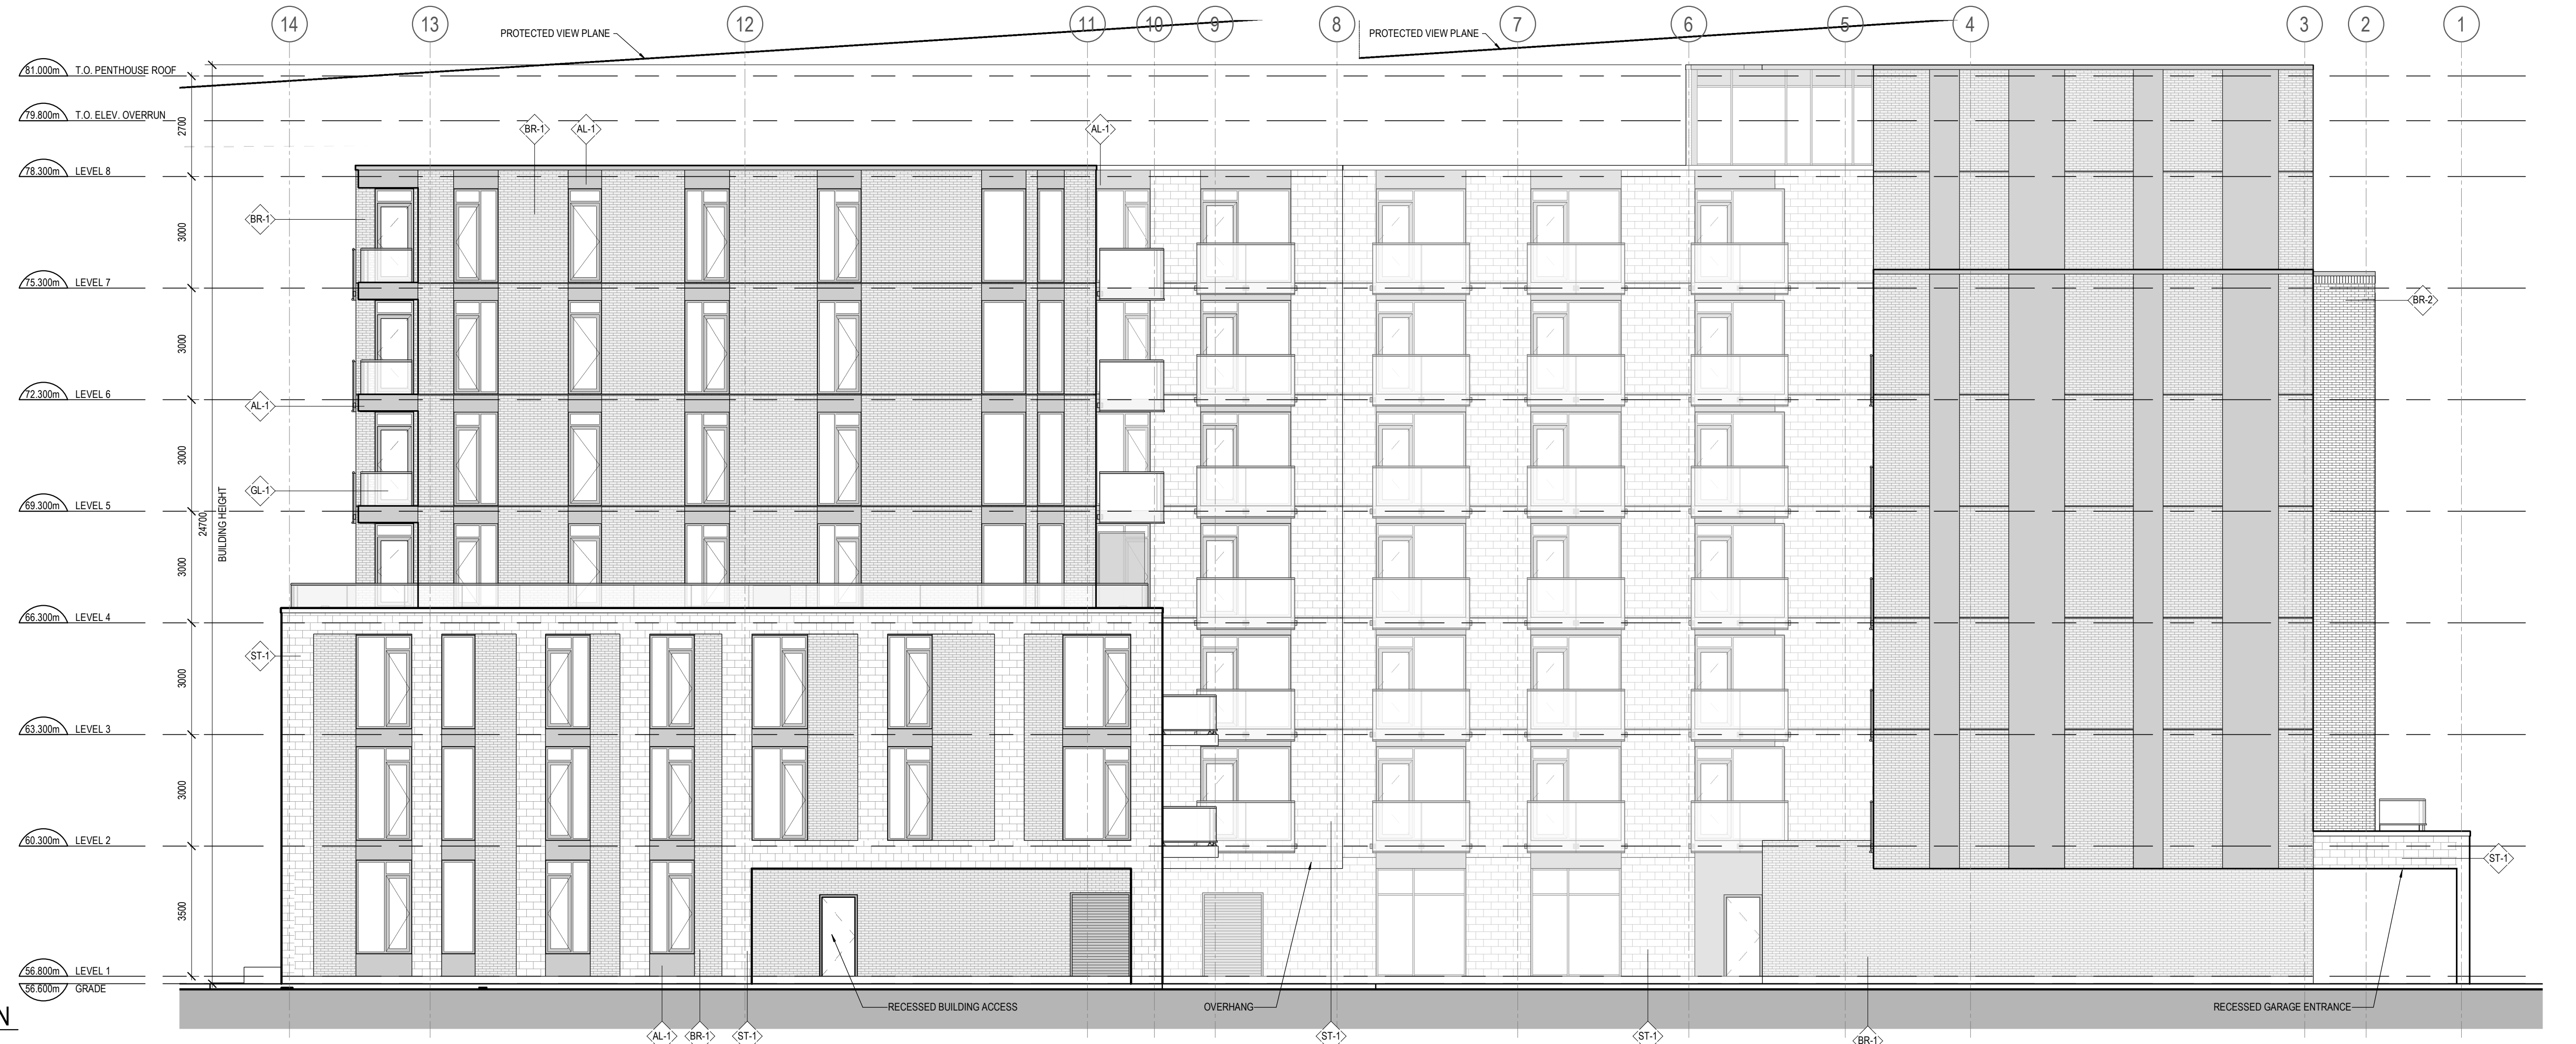 14 13 12 11 10 9 8 7 6 5 4 3 2 1
PROTECTED VIEW PLANE PROTECTED VIEW PLANE
81.000m T.O. PENTHOUSE ROOF
79.800m T.O. ELEV. OVERRUN
2700
BR-1 AL-1 AL-1
78.300m LEVEL 8
BR-1
3000
75.300m LEVEL 7
BR-2
3000
72.300m LEVEL 6
AL-1
3000
GL-1
69.300m LEVEL 5
24700
BUILDING HEIGHT
3000
66.300m LEVEL 4
ST-1
3000
63.300m LEVEL 3
3000
60.300m LEVEL 2
ST-1
3500
56.800m LEVEL 1
56.600m GRADE
RECESSED BUILDING ACCESS OVERHANG RECESSED GARAGE ENTRANCE
N
AL-1 BR-1 ST-1 ST-1 ST-1 BR-1